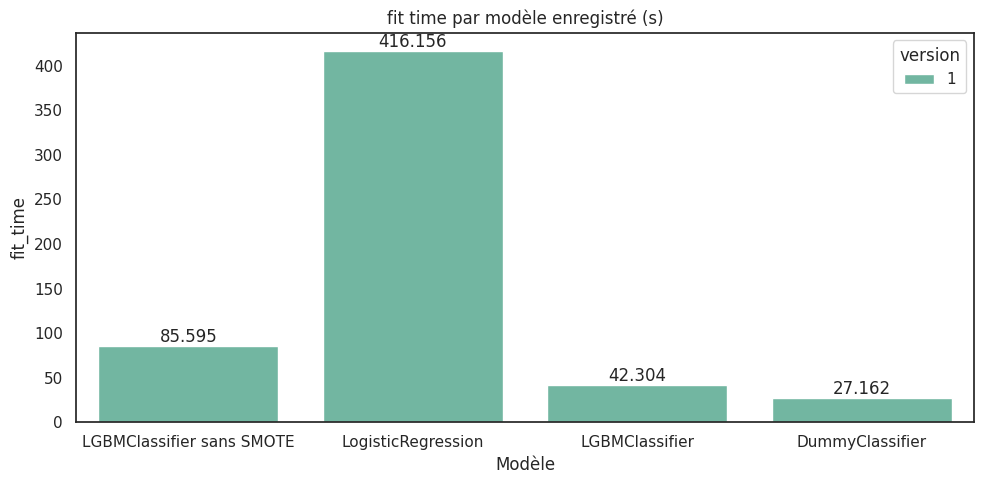 fit time par modèle enregistré (s)
416.156
version
1
400
350
300
250
200
150
100
50
0
fit_time
85.595
42.304
27.162
LGBMClassifier sans SMOTE
LogisticRegression
LGBMClassifier
DummyClassifier
Modèle